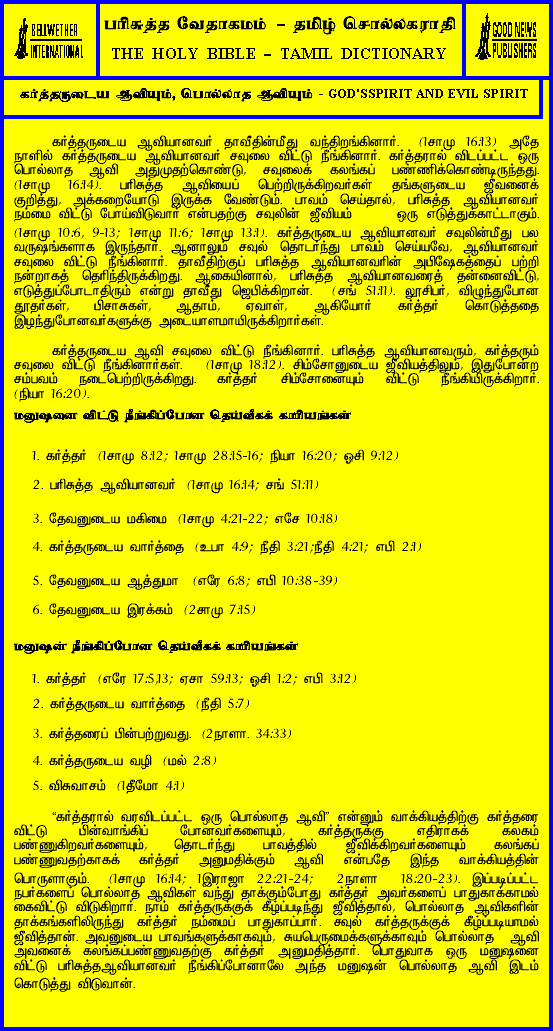 BELLWETHER
INTERNATIONAL
பரிசுத்த வேதாகமம் – தமிழ் சொல்லகராதி
THE HOLY BIBLE – TAMIL DICTIONARY
GOOD NEWS
PUBLISHERS
கர்த்தருடைய ஆவியும், பொல்லாத ஆவியும் - GOD'SSPIRIT AND EVIL SPIRIT
கர்த்தருடைய ஆவியானவர் தாவீதின்மீது வந்திறங்கினார். (1சாமு 16:13) அதே
நாளில் கர்த்தருடைய ஆவியானவர் சவுலை விட்டு நீங்கினார். கர்த்தரால் விடப்பட்ட ஒரு
பொல்லாத ஆவி அதுமுதற்கொண்டு, சவுலைக் கலங்கப் பண்ணிக்கொண்டிருந்தது.
(1சாமு 16:14). பரிசுத்த ஆவியைப் பெற்றிருக்கிறவர்கள் தங்களுடைய ஜீவனைக்
குறித்து, அக்கறையோடு இருக்க வேண்டும். பாவம் செய்தால், பரிசுத்த ஆவியானவர்
நம்மை விட்டு போய்விடுவார் என்பதற்கு சவுலின் ஜீவியம் ஒரு எடுத்துக்காட்டாகும்.
(1சாமு 10:6, 9-13; 1சாமு 11:6; 1சாமு 13:1). கர்த்தருடைய ஆவியானவர் சவுலின்மீது பல
வருஷங்களாக இருந்தார். ஆனாலும் சவுல் தொடர்ந்து பாவம் செய்யவே, ஆவியானவர்
சவுலை விட்டு நீங்கினார். தாவீதிற்குப் பரிசுத்த ஆவியானவரின் அபிஷேகத்தைப் பற்றி
நன்றாகத் தெரிந்திருக்கிறது. ஆகையினால், பரிசுத்த ஆவியானவரைத் தன்னைவிட்டு,
எடுத்துப்போடாதிரும் என்று தாவீது ஜெபிக்கிறான். (சங் 51:11). லூசிபர், விழுந்துபோன
தூதர்கள், பிசாசுகள், ஆதாம், ஏவாள், ஆகியோர் கர்த்தர் கொடுத்ததை
இழந்துபோனவர்களுக்கு அடையாளமாயிருக்கிறார்கள்.
கர்த்தருடைய ஆவி சவுலை விட்டு நீங்கினார். பரிசுத்த ஆவியானவரும், கர்த்தரும்
சவுலை விட்டு நீங்கினார்கள். (1சாமு 18:12). சிம்சோனுடைய ஜீவியத்திலும், இதுபோன்ற
சம்பவம் நடைபெற்றிருக்கிறது. கர்த்தர் சிம்சோனையும் விட்டு நீங்கியிருக்கிறார்.
(நியா 16:20).
மனுஷனை விட்டு நீங்கிப்போன தெய்வீகக் காரியங்கள்
1. கர்த்தர் (1சாமு 8:12; 1சாமு 28:15-16; நியா 16:20; ஓசி 9:12)
2. பரிசுத்த ஆவியானவர் (1சாமு 16:14; சங் 51:11)
3. தேவனுடைய மகிமை (1சாமு 4:21-22; எசே 10:18)
4. கர்த்தருடைய வார்த்தை (உபா 4:9; நீதி 3:21;நீதி 4:21; எபி 2:1)
5. தேவனுடைய ஆத்துமா (எரே 6:8; எபி 10:38-39)
6. தேவனுடைய இரக்கம் (2சாமு 7:15)
மனுஷன் நீங்கிப்போன தெய்வீகக் காரியங்கள்
1. கர்த்தர் (எரே 17:5,13; ஏசா 59:13; ஓசி 1:2; எபி 3:12)
2. கர்த்தருடைய வார்த்தை (நீதி 5:7)
3. கர்த்தரைப் பின்பற்றுவது. (2நாளா. 34:33)
4. கர்த்தருடைய வழி (மல் 2:8)
5. விசுவாசம் (1தீமோ 4:1)
"கர்த்தரால் வரவிடப்பட்ட ஒரு பொல்லாத ஆவி" என்னும் வாக்கியத்திற்கு கர்த்தரை
விட்டு பின்வாங்கிப் போனவர்களையும், கர்த்தருக்கு எதிராகக் கலகம்
பண்ணுகிறவர்களையும், தொடர்ந்து பாவத்தில் ஜீவிக்கிறவர்களையும் கலங்கப்
பண்ணுவதற்காகக் கர்த்தர் அனுமதிக்கும் ஆவி என்பதே இந்த வாக்கியத்தின்
பொருளாகும். (1சாமு 16:14; 1இராஜா 22:21-24; 2நாளா 18:20-23). இப்படிப்பட்ட
நபர்களைப் பொல்லாத ஆவிகள் வந்து தாக்கும்போது கர்த்தர் அவர்களைப் பாதுகாக்காமல்
கைவிட்டு விடுகிறார். நாம் கர்த்தருக்குக் கீழ்ப்படிந்து ஜீவித்தால், பொல்லாத ஆவிகளின்
தாக்கங்களிலிருந்து கர்த்தர் நம்மைப் பாதுகாப்பார். சவுல் கர்த்தருக்குக் கீழ்ப்படியாமல்
ஜீவித்தான். அவனுடைய பாவங்களுக்காகவும், சுயபெருமைக்களுக்காவும் பொல்லாத ஆவி
அவனைக் கலங்கப்பண்ணுவதற்கு கர்த்தர் அனுமதித்தார். பொதுவாக ஒரு மனுஷனை
விட்டு பரிசுத்தஆவியானவர் நீங்கிப்போனாலே அந்த மனுஷன் பொல்லாத ஆவி இடம்
கொடுத்து விடுவான்.